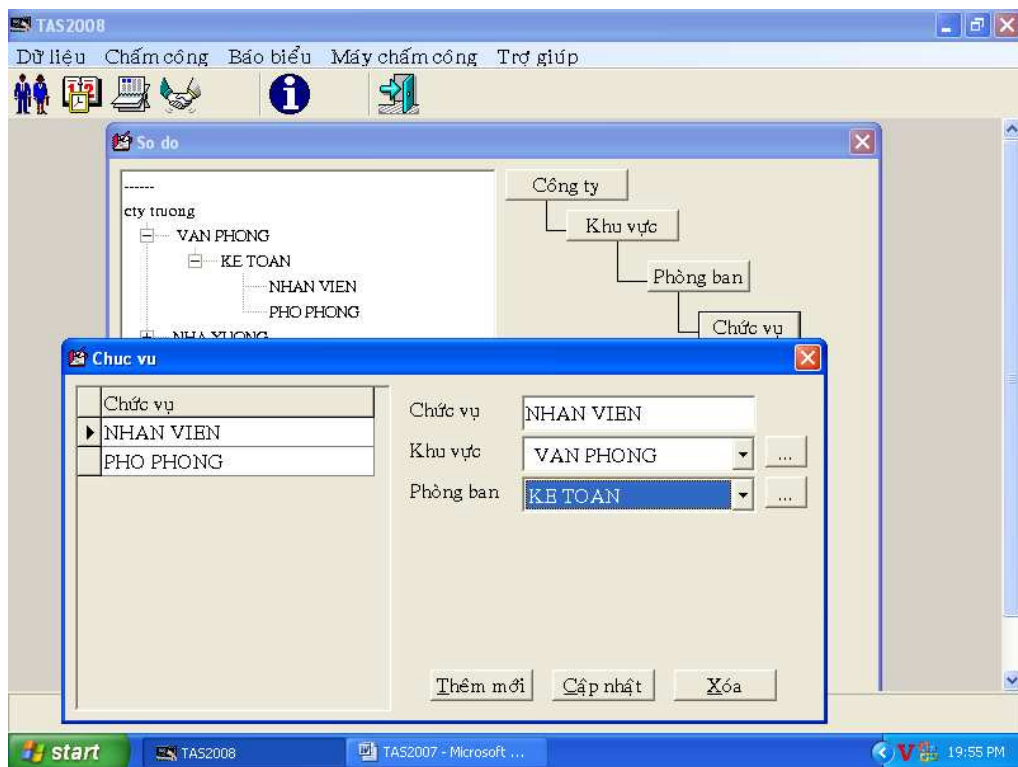 TAS2008
Dữ liệu Chấm công Báo biểu Máy chấm công Trợ giúp
So do
------
cty truong
VAN PHONG
KE TOAN
NHAN VIEN
PHO PHONG
NHA XUONG
Công ty
Khu vực
Phòng ban
Chức vụ
Chuc vu
Chức vụ
NHAN VIEN
PHO PHONG
Chức vụ NHAN VIEN
Khu vực VAN PHONG ...
Phòng ban KE TOAN ...
Thêm mới Cập nhật Xóa
start TAS2008 TAS2007 - Microsoft ... V 19:55 PM